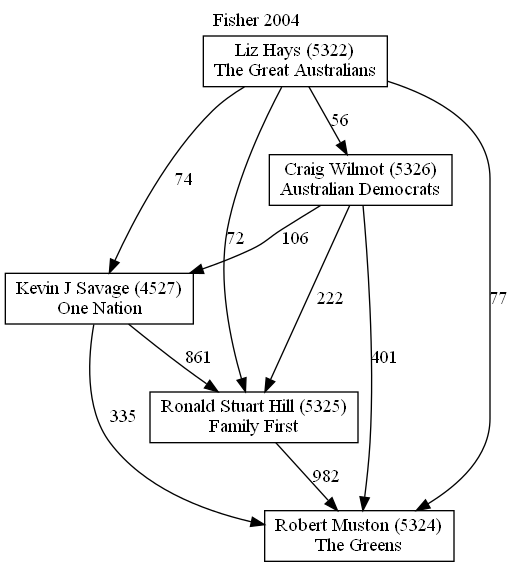 Fisher 2004
Liz Hays (5322)
The Great Australians
56
Craig Wilmot (5326)
Australian Democrats
74
72
106
222
77
Kevin J Savage (4527)
One Nation
861
401
335
Ronald Stuart Hill (5325)
Family First
982
Robert Muston (5324)
The Greens